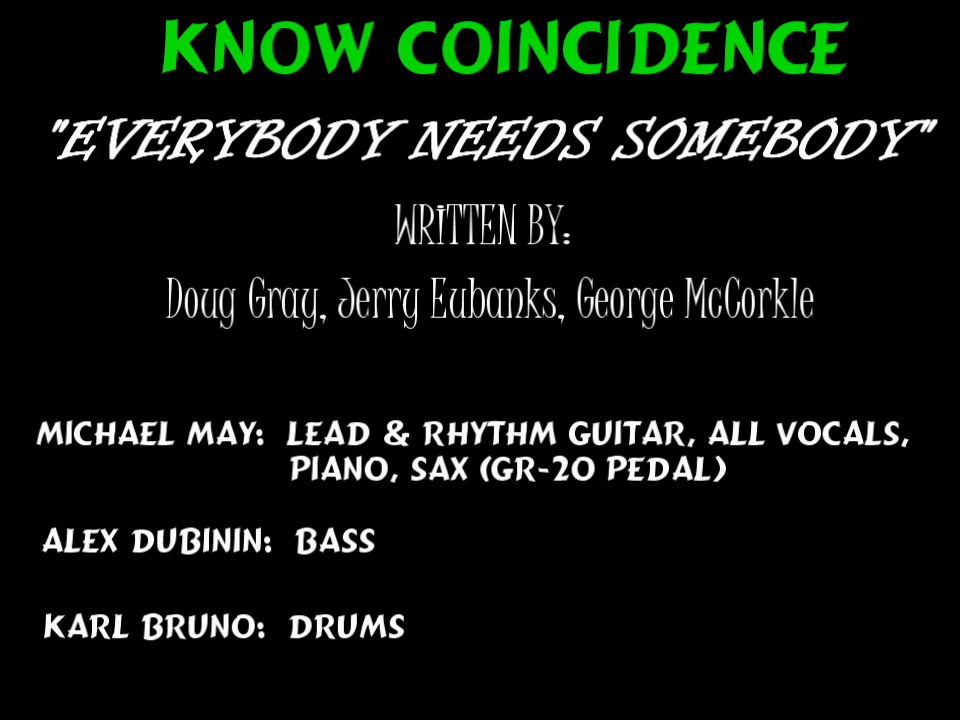 KNOW COINCIDENCE
"EVERYBODY NEEDS SOMEBODY"
WRITTEN BY:
Doug Gray, Jerry Eubanks, George McCorkle
MICHAEL MAY: LEAD & RHYTHM GUITAR, ALL VOCALS,
PIANO, SAX (GR-20 PEDAL)
ALEX DUBININ: BASS
KARL BRUNO: DRUMS